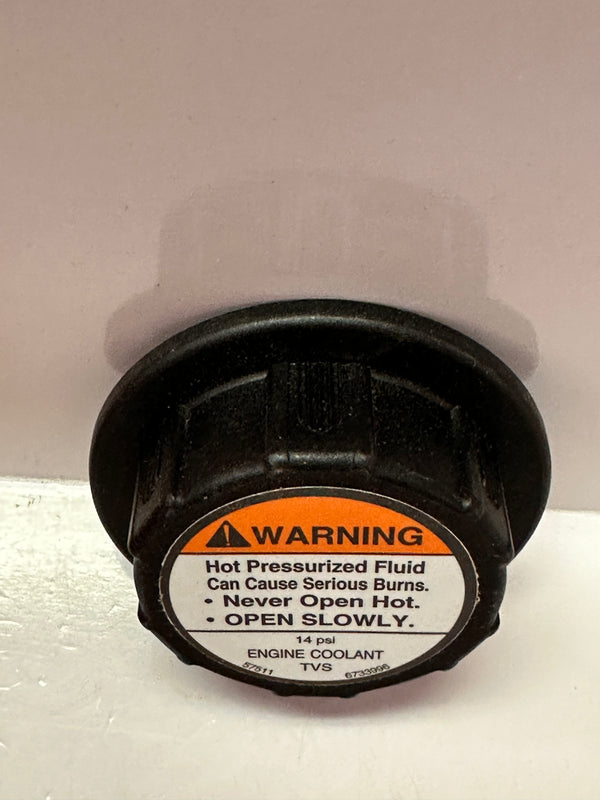 WARNING
Hot Pressurized Fluid
Can Cause Serious Burns.
• Never Open Hot.
• OPEN SLOWLY.
14 psi
ENGINE COOLANT
TVS
57511 6733996